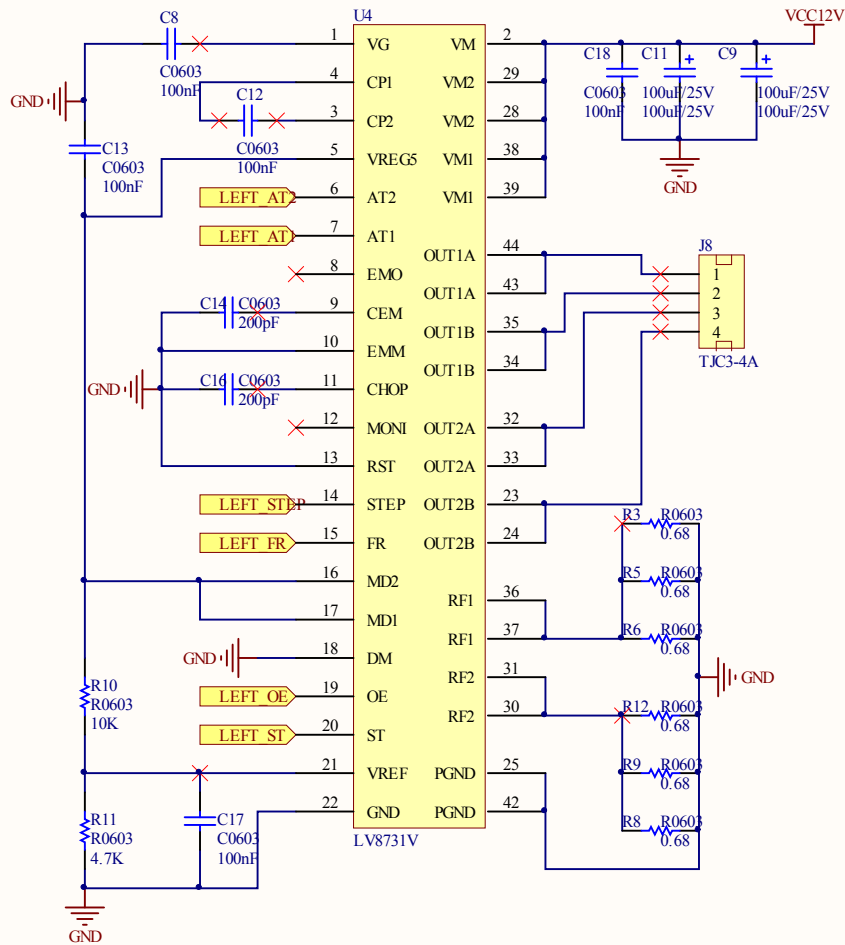 U4
VCC12V
C8
C0603
100nF
GND
1 VG
4 CP1
C12
C0603
100nF
3 CP2
C13
C0603
100nF
5 VREG5
LEFT_AT2 6 AT2
LEFT_AT1 7 AT1
8 EMO
C14 C0603
200pF
9 CEM
10 EMM
GND
C16 C0603
200pF
11 CHOP
12 MONI
13 RST
LEFT_STEP 14 STEP
LEFT_FR 15 FR
16 MD2
17 MD1
GND
18 DM
LEFT_OE 19 OE
LEFT_ST 20 ST
21 VREF
22 GND
R10
R0603
10K
R11
R0603
4.7K
C17
C0603
100nF
GND
VM 2
VM2 29
VM2 28
VM1 38
VM1 39
OUT1A 44
OUT1A 43
OUT1B 35
OUT1B 34
OUT2A 32
OUT2A 33
OUT2B 23
OUT2B 24
RF1 36
RF1 37
RF2 31
RF2 30
PGND 25
PGND 42
LV8731V
C18
C0603
100nF
C11
+
100uF/25V
100uF/25V
C9
+
100uF/25V
100uF/25V
GND
J8
1
2
3
4
TJC3-4A
R3 R0603
0.68
R5 R0603
0.68
R6 R0603
0.68
GND
R12 R0603
0.68
R9 R0603
0.68
R8 R0603
0.68